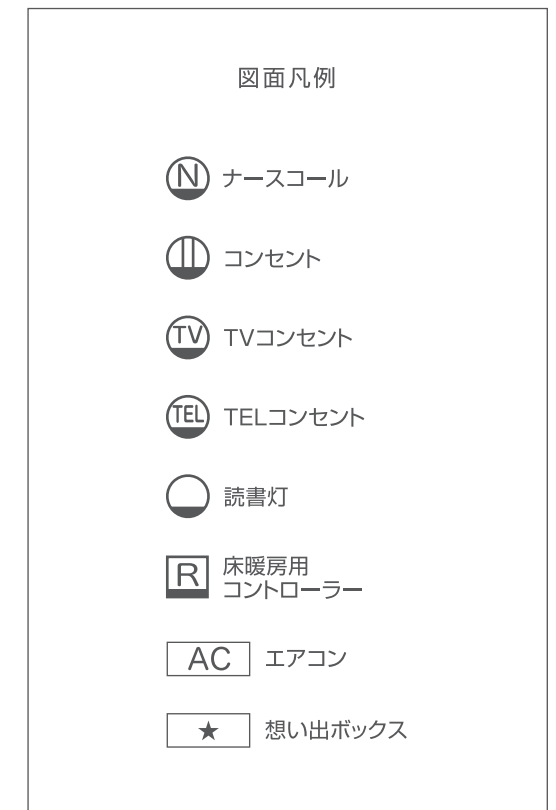 図面凡例
N ナースコール
コンセント
TV TVコンセント
TEL TELコンセント
読書灯
R 床暖房用
コントローラー
AC エアコン
★ 想い出ボックス